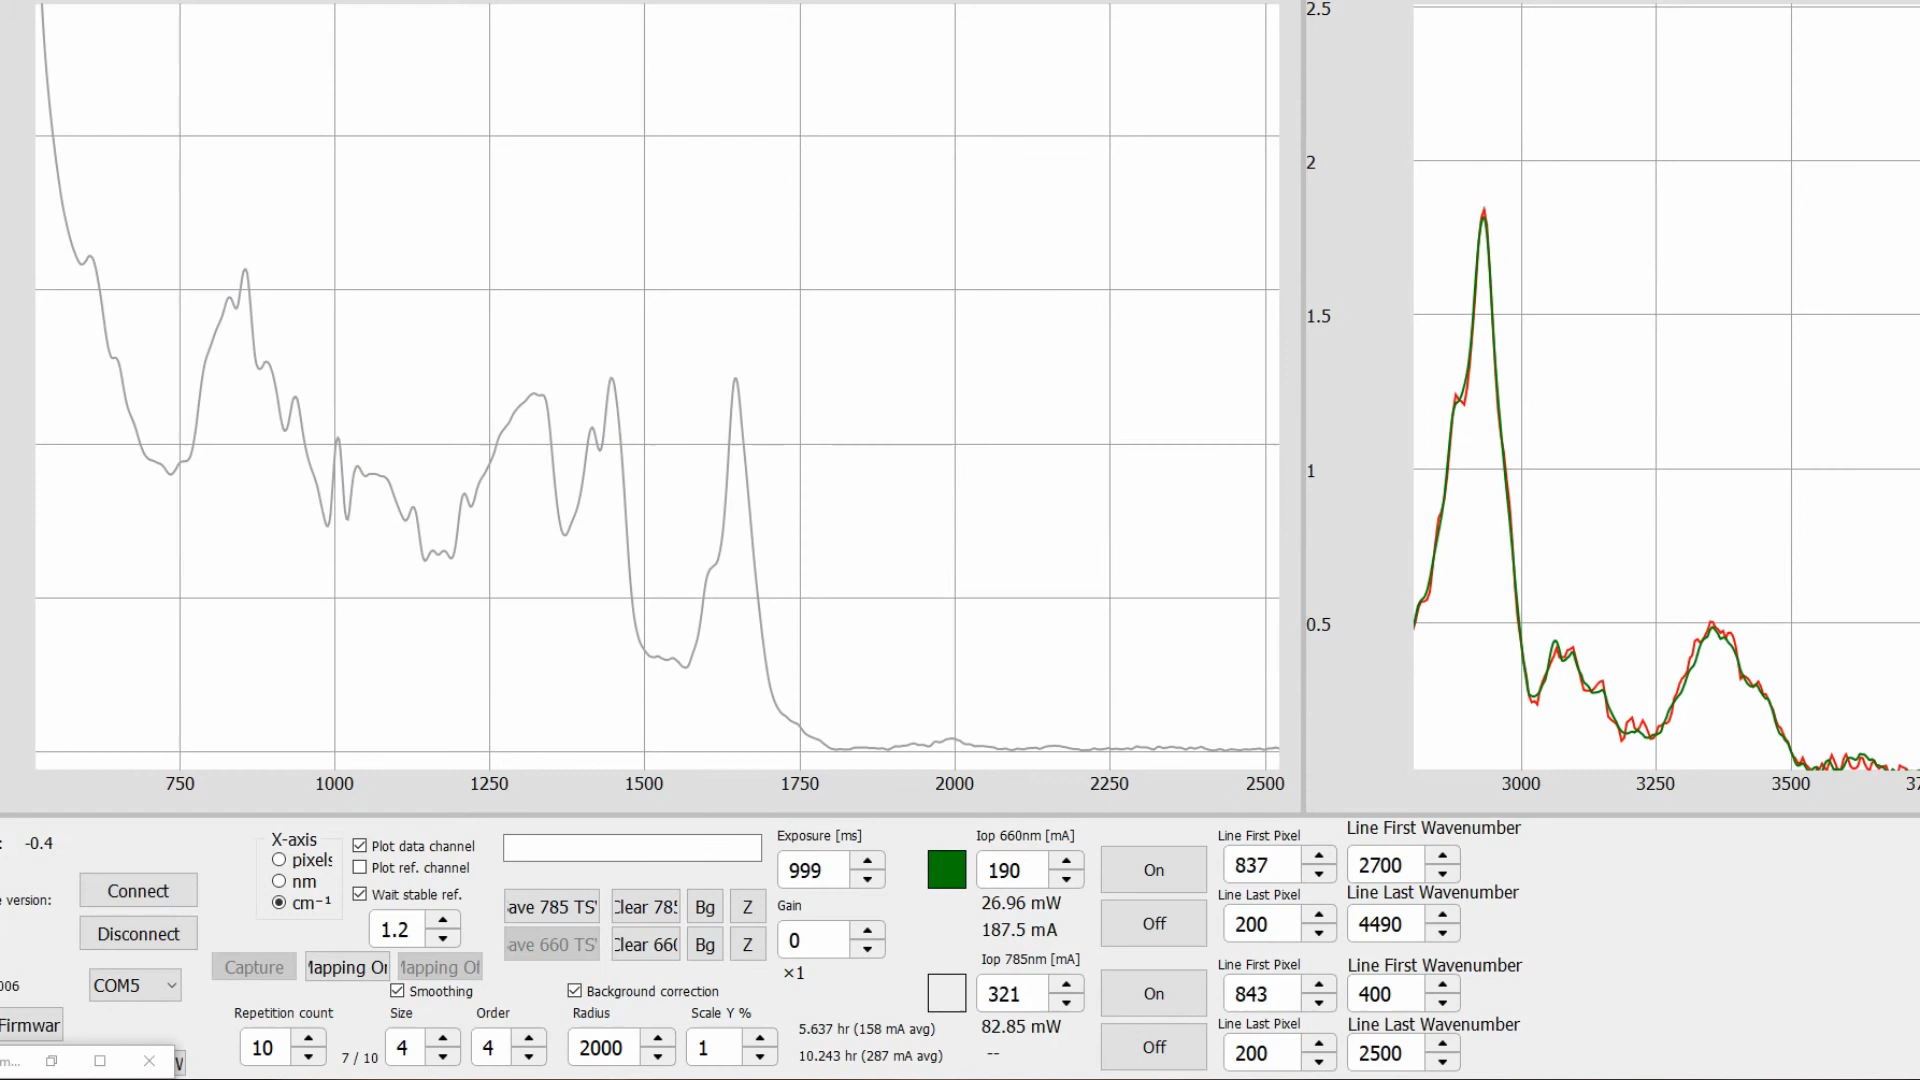 2.5
2
1.5
1
0.5
750 1000 1250 1500 1750 2000 2250 2500
3000 3250 3500
: -0.4
version:
Connect
Disconnect
006
COM5
Firmwar
m...
X-axis
pixels
nm
cm⁻¹
Plot data channel
Plot ref. channel
Wait stable ref.
1.2
Capture
Mapping On
Mapping Of
Smoothing
Background correction
Repetition count
10
7 / 10
Size
4
Order
4
Radius
2000
Scale Y %
1
ave 785 TS
Clear 785
Bg
Z
ave 660 TS
Clear 660
Bg
Z
Exposure [ms]
999
Gain
0
×1
5.637 hr (158 mA avg)
10.243 hr (287 mA avg)
Iop 660nm [mA]
190
26.96 mW
187.5 mA
Iop 785nm [mA]
321
82.85 mW
--
On
Off
On
Off
Line First Pixel
837
Line Last Pixel
200
Line First Pixel
843
Line Last Pixel
200
Line First Wavenumber
2700
Line Last Wavenumber
4490
Line First Wavenumber
400
Line Last Wavenumber
2500